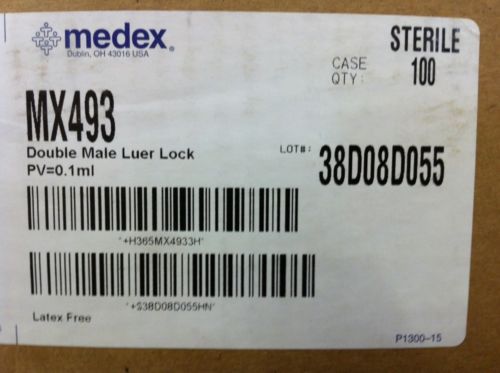 medex®
Dublin, OH 43016 USA
STERILE
CASE QTY: 100
MX493
Double Male Luer Lock
PV=0.1ml
LOT#: 38D08D055
*+H365MX4933H*
*+S38D08D055HN*
Latex Free
P1300-15